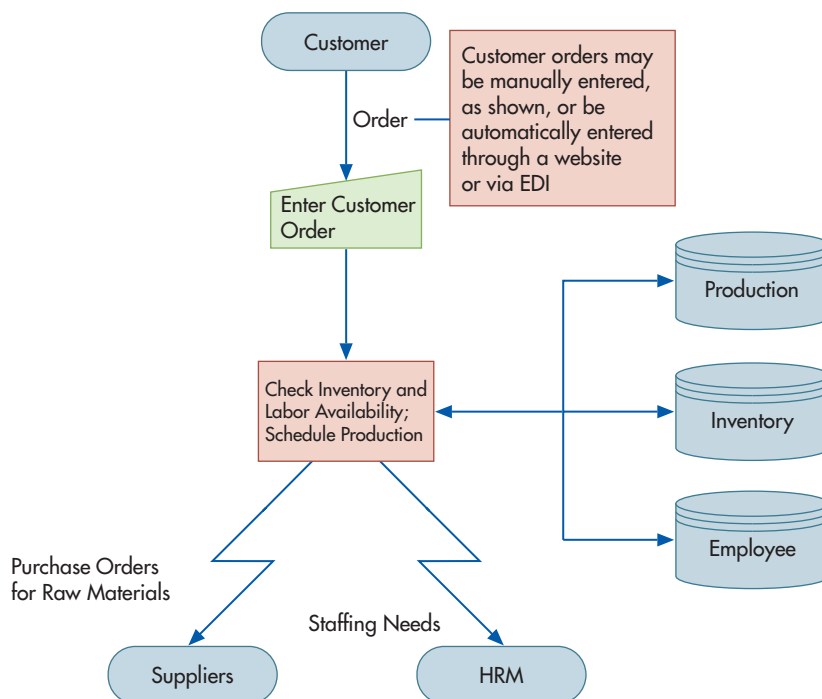 Customer
Customer orders may
be manually entered,
as shown, or be
automatically entered
through a website
or via EDI
Order
Enter Customer
Order
Production
Check Inventory and
Labor Availability;
Schedule Production
Inventory
Employee
Purchase Orders
for Raw Materials
Staffing Needs
Suppliers
HRM